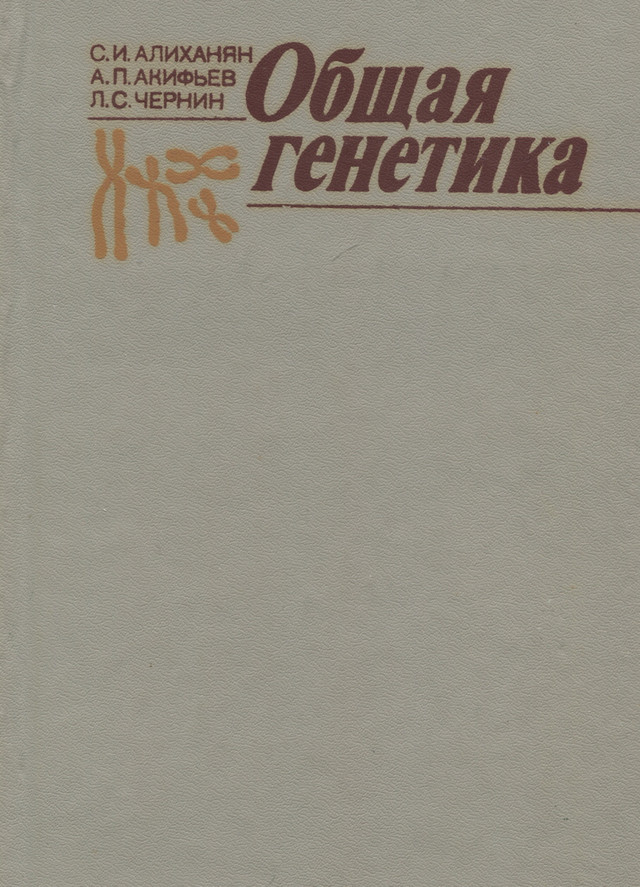 С.И.АЛИХАНЯН
А.П.АКИФЬЕВ
Л.С.ЧЕРНИН
Общая
генетика